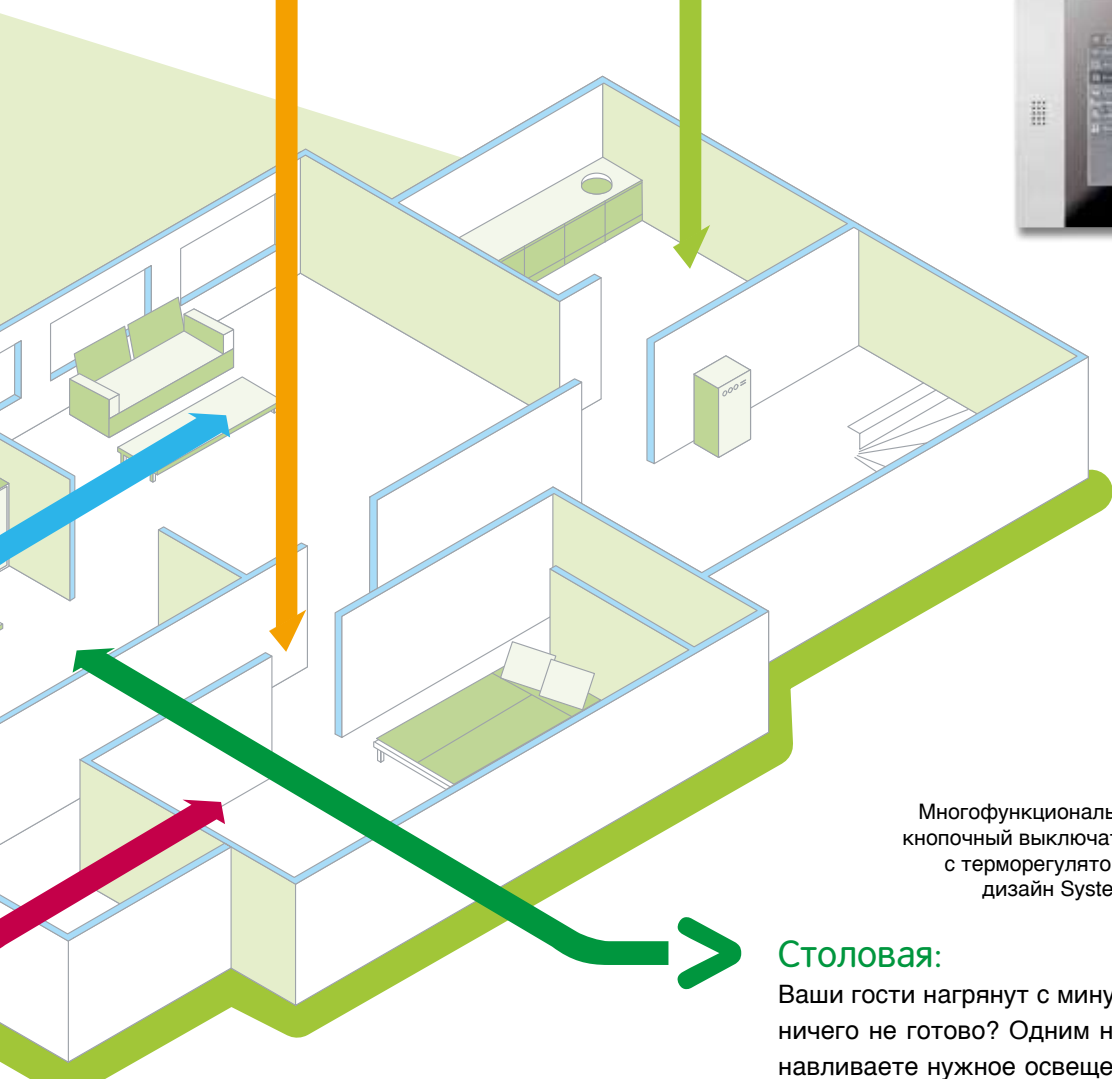 Многофункциональ
кнопочный выключат
с терморегулято
дизайн Syste
Столовая:
Ваши гости нагрянут с мину
ничего не готово? Одним н
навливаете нужное освеще